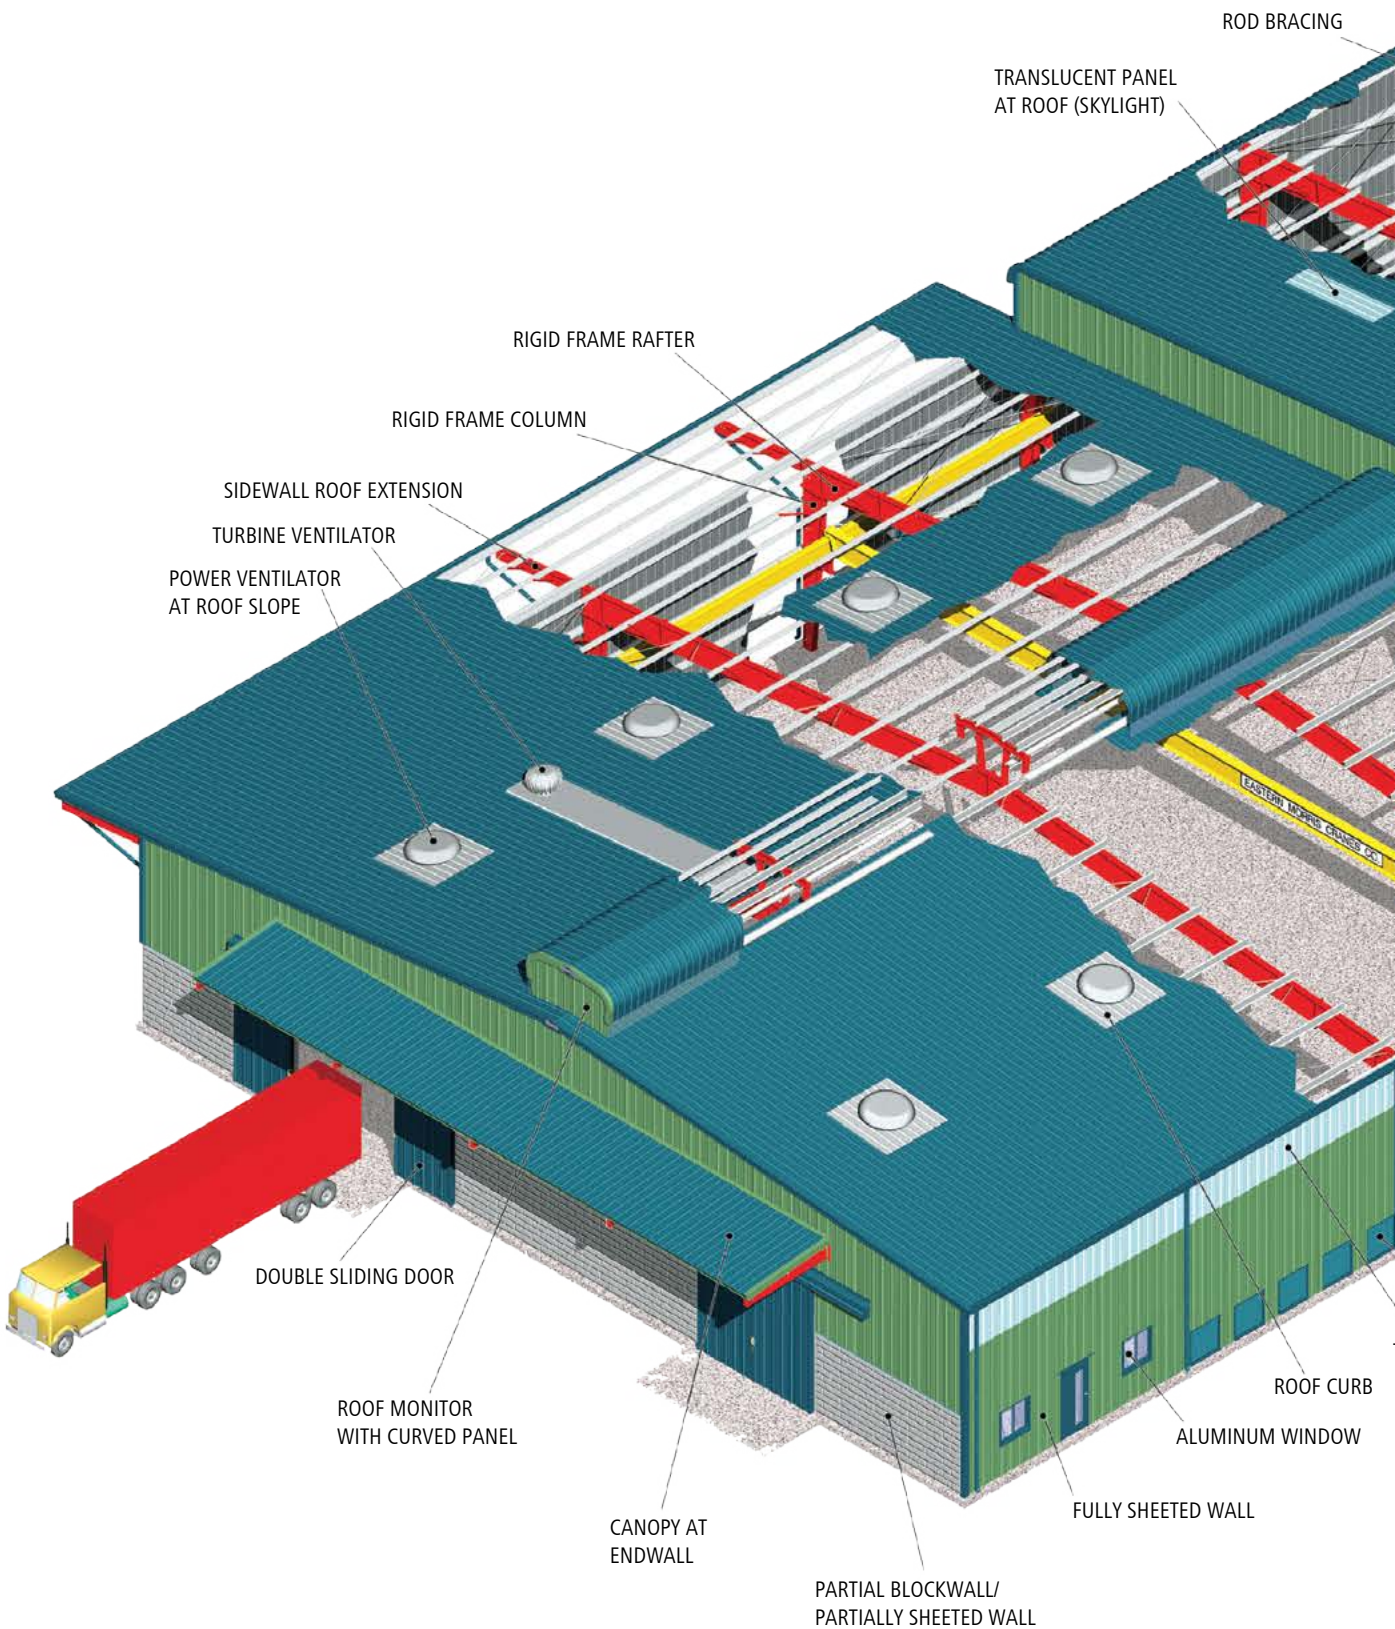 ROD BRACING
TRANSLUCENT PANEL
AT ROOF (SKYLIGHT)
RIGID FRAME RAFTER
RIGID FRAME COLUMN
SIDEWALL ROOF EXTENSION
TURBINE VENTILATOR
POWER VENTILATOR
AT ROOF SLOPE
EASTERN MORRIS CRANES CO.
DOUBLE SLIDING DOOR
ROOF CURB
ROOF MONITOR
WITH CURVED PANEL
ALUMINUM WINDOW
FULLY SHEETED WALL
CANOPY AT
ENDWALL
PARTIAL BLOCKWALL/
PARTIALLY SHEETED WALL